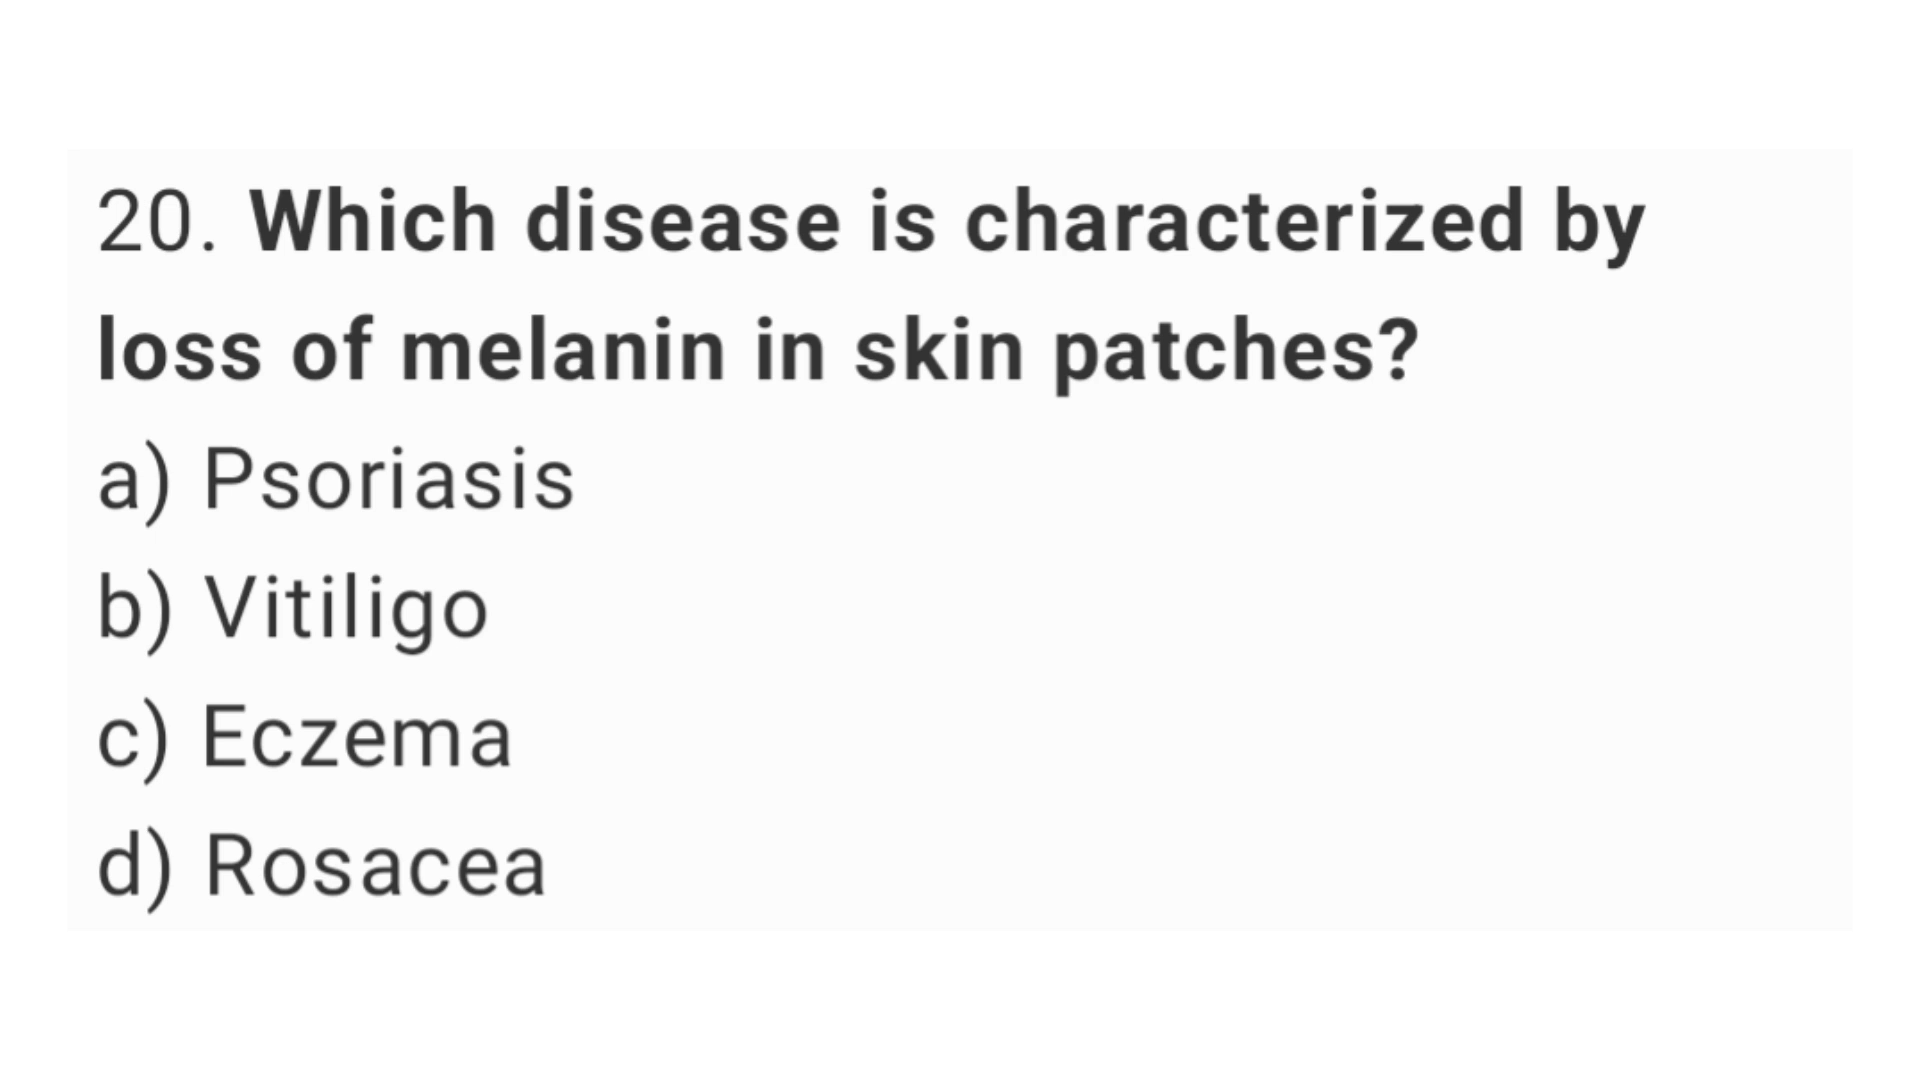 20. Which disease is characterized by
loss of melanin in skin patches?
a) Psoriasis
b) Vitiligo
c) Eczema
d) Rosacea